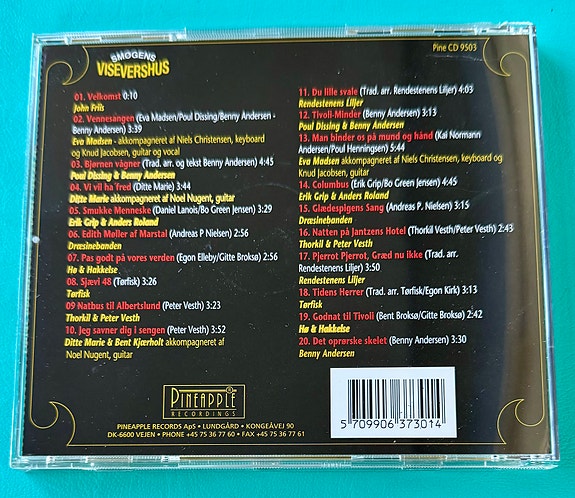 SMØGENS
VISEVERSHUS
Pine CD 9503
01. Velkomst 0:10
John Friis
02. Vennesangen (Eva Madsen/Poul Dissing/Benny Andersen -
Benny Andersen) 3:39
Eva Madsen - akkompagneret af Niels Christensen, keyboard
og Knud Jacobsen, guitar og vocal
03. Bjørnen vågner (Trad. arr. og tekst Benny Andersen) 4:45
Poul Dissing & Benny Andersen
04. Vi vil ha'fred (Ditte Marie) 3:44
Ditte Marie akkompagneret af Noel Nugent, guitar
05. Smukke Menneske (Daniel Lanois/Bo Green Jensen) 3:29
Erik Grip & Anders Roland
06. Edith Møller af Marstal (Andreas P Nielsen) 2:56
Dræsinebanden
07. Pas godt på vores verden (Egon Elleby/Gitte Broksø) 2:56
Hø & Hakkelse
08. Sjævi 48 (Tørfisk) 3:26
Tørfisk
09 Natbus til Albertslund (Peter Vesth) 3:23
Thorkil & Peter Vesth
10. Jeg savner dig i sengen (Peter Vesth) 3:52
Ditte Marie & Bent Kjærholt akkompagneret af
Noel Nugent, guitar
11. Du lille svale (Trad. arr. Rendestenens Liljer) 4:03
Rendestenens Liljer
12. Tivoli-Minder (Benny Andersen) 3:13
Poul Dissing & Benny Andersen
13. Man binder os på mund og hånd (Kai Normann
Andersen/Poul Henningsen) 5:44
Eva Madsen - akkompagneret af Niels Christensen, keyboard og
Knud Jacobsen, guitar
14. Columbus (Erik Grip/Bo Green Jensen) 4:45
Erik Grip & Anders Roland
15. Glædespigens Sang (Andreas P. Nielsen) 3:15
Dræsinebanden
16. Natten på Jantzens Hotel (Thorkil Vesth/Peter Vesth) 2:43
Thorkil & Peter Vesth
17. Pjerrot Pjerrot, Græd nu ikke (Trad. arr.
Rendestenens Liljer) 3:50
Rendestenens Liljer
18. Tidens Herrer (Trad. arr. Tørfisk/Egon Kirk) 3:13
Tørfisk
19. Godnat til Tivoli (Bent Broksø/Gitte Broksø) 2:42
Hø & Hakkelse
20. Det oprørske skelet (Benny Andersen) 3:30
Benny Andersen
PINEAPPLE
RECORDINGS
PINEAPPLE RECORDS ApS • LUNDGÅRD • KONGEÅVEJ 90
DK-6600 VEJEN • PHONE +45 75 36 77 60 • FAX +45 75 36 77 61
5 709906 373014